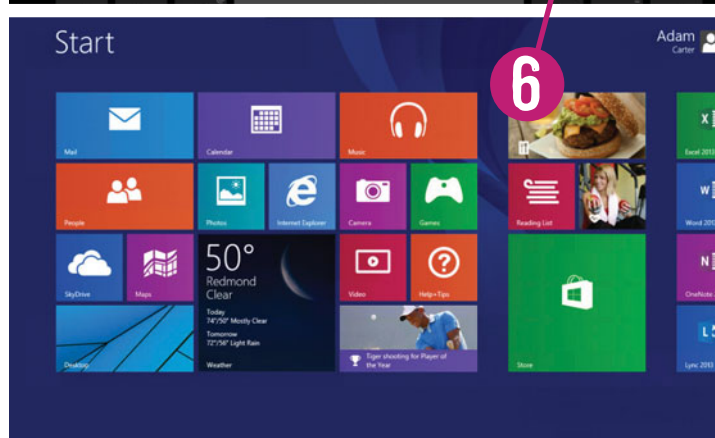 6
Start
Adam
Carter
Mail
Calendar
Music
People
Photos
Internet Explorer
Camera
Games
Reading List
SkyDrive
Maps
50°
Redmond
Clear
Today
74°/50° Mostly Clear
Tomorrow
72°/56° Light Rain
Weather
Video
Help+Tips
Desktop
Tiger shooting for Player of
the Year
Store
X
Excel 2013
W
Word 2013
N
OneNote
L
Lync 2013